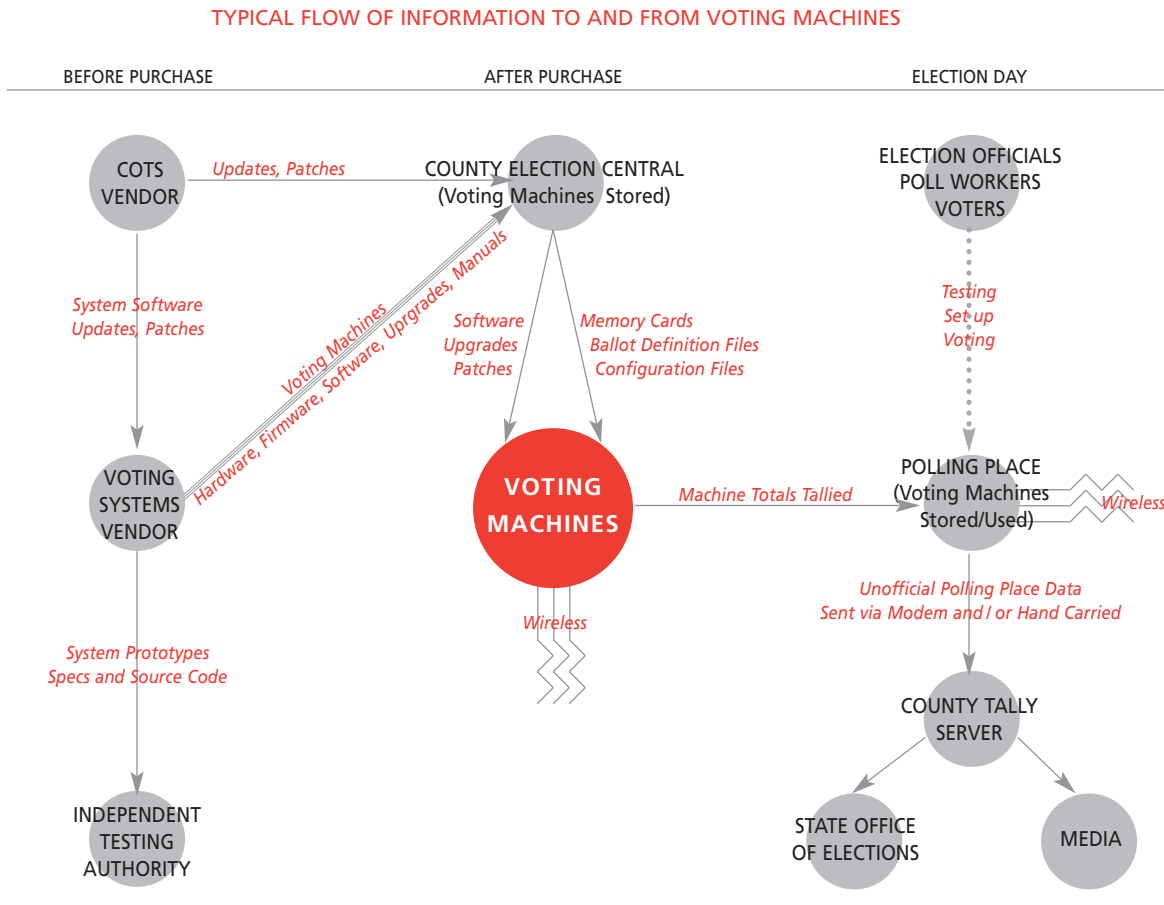 TYPICAL FLOW OF INFORMATION TO AND FROM VOTING MACHINES
BEFORE PURCHASE
AFTER PURCHASE
ELECTION DAY
COTS
VENDOR
Updates, Patches
COUNTY ELECTION CENTRAL
(Voting Machines Stored)
ELECTION OFFICIALS
POLL WORKERS
VOTERS
System Software
Updates, Patches
Voting Machines
Hardware, Firmware, Software, Uprgrades, Manuals
Software
Upgrades
Patches
Memory Cards
Ballot Definition Files
Configuration Files
Testing
Set up
Voting
VOTING
SYSTEMS
VENDOR
VOTING
MACHINES
Machine Totals Tallied
POLLING PLACE
(Voting Machines
Stored/Used)
Wireless
Wireless
Unofficial Polling Place Data
Sent via Modem and / or Hand Carried
System Prototypes
Specs and Source Code
COUNTY TALLY
SERVER
INDEPENDENT
TESTING
AUTHORITY
STATE OFFICE
OF ELECTIONS
MEDIA